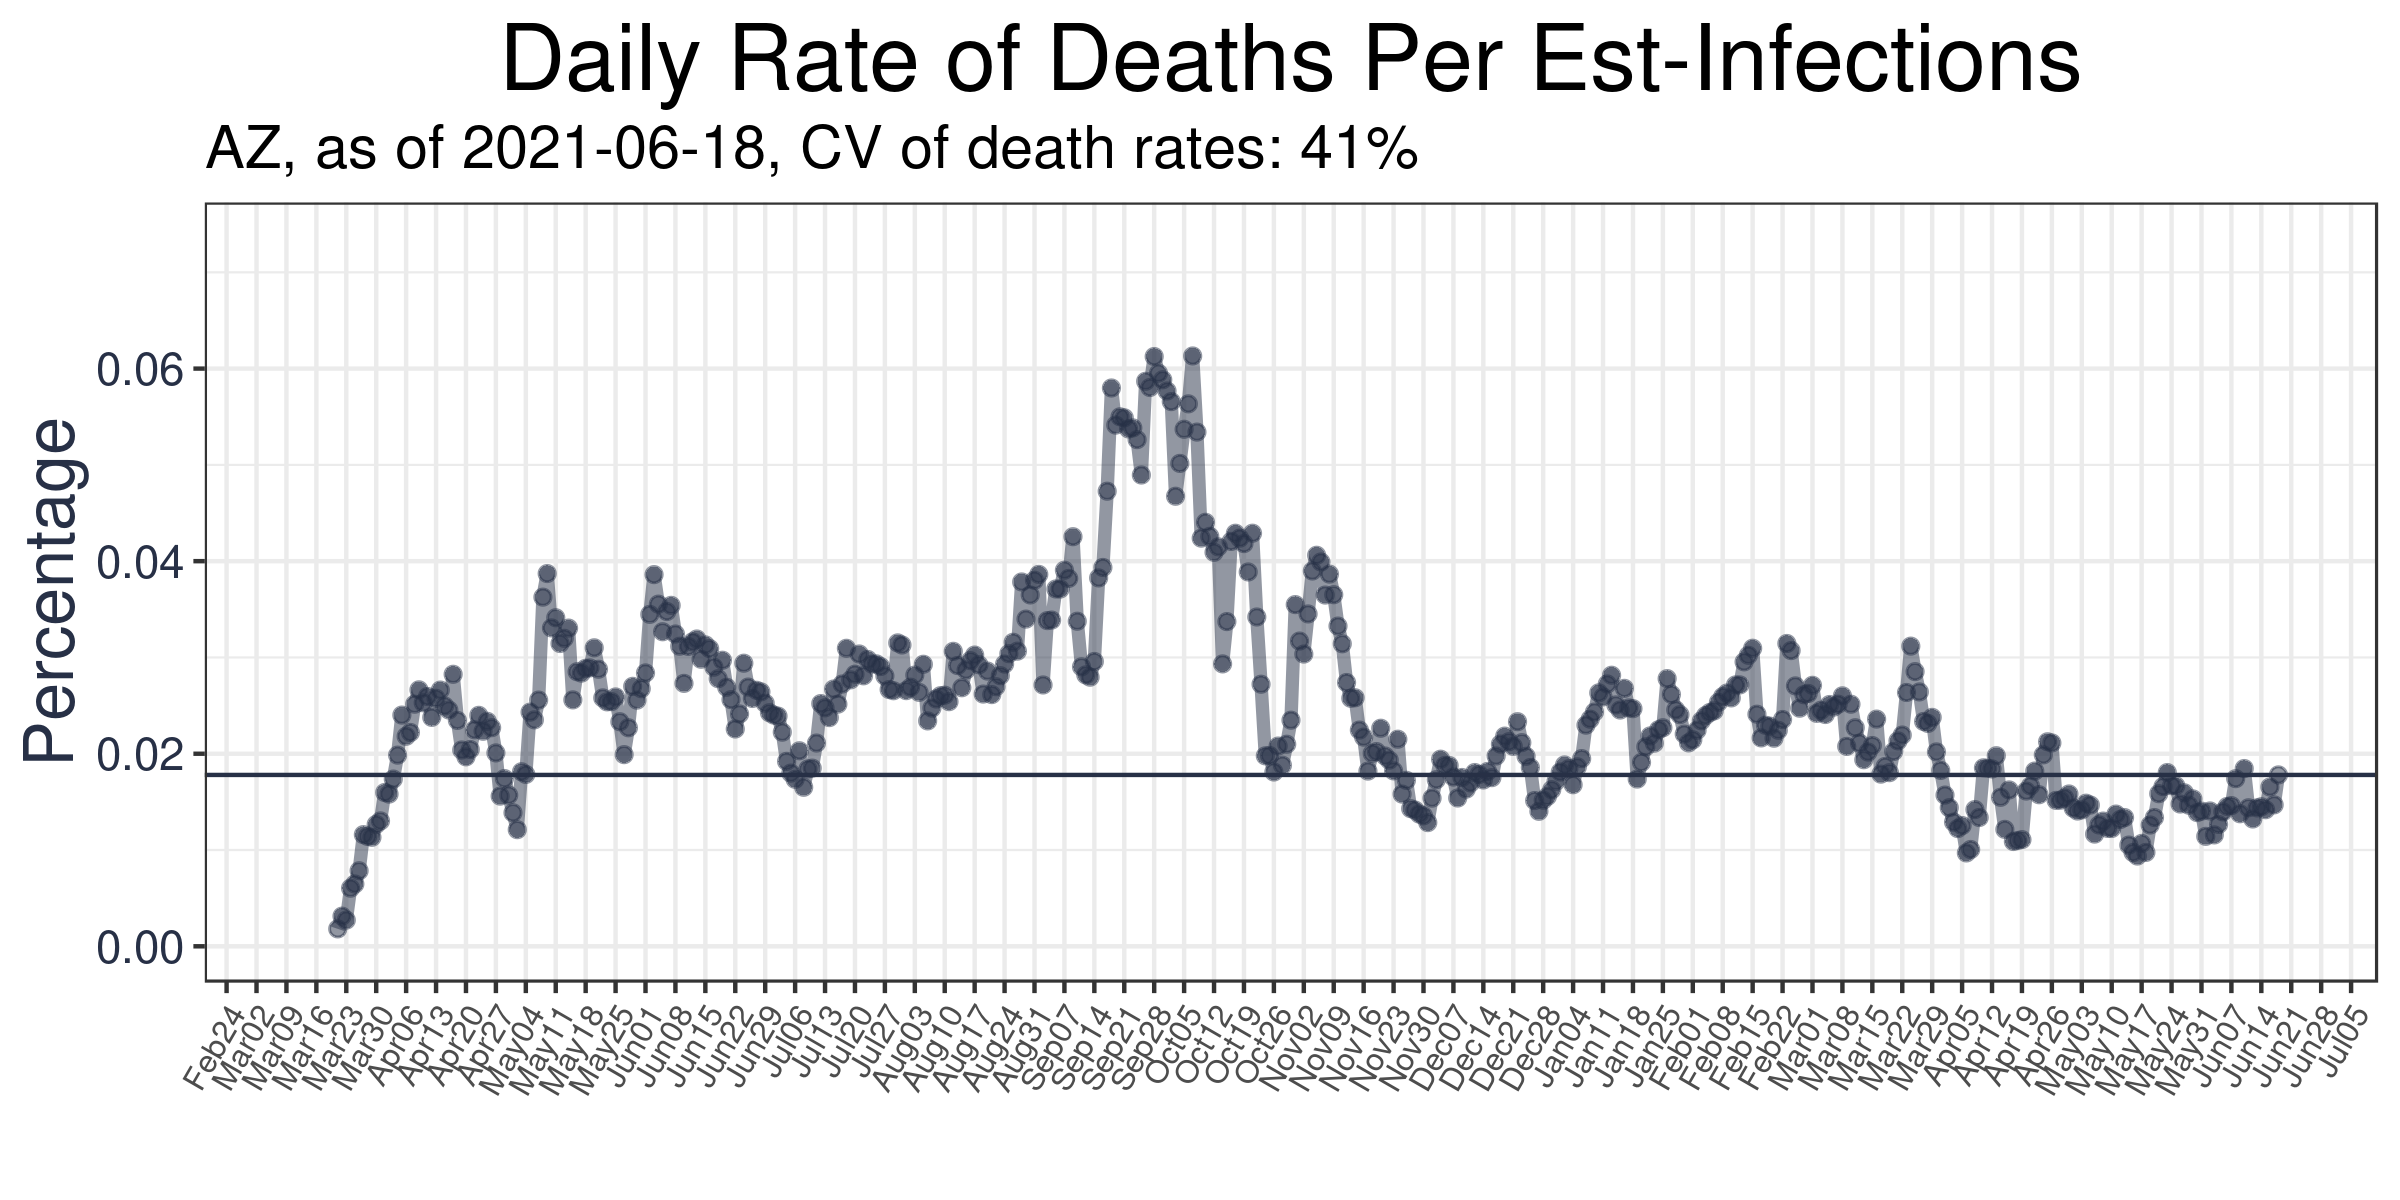 Daily Rate of Deaths Per Est-Infections
AZ, as of 2021-06-18, CV of death rates: 41%
Percentage
0.06
0.04
0.02
0.00
Feb24 Mar02 Mar09 Mar16 Mar23 Mar30 Apr06 Apr13 Apr20 Apr27 May04 May11 May18 May25 Jun01 Jun08 Jun15 Jun22 Jun29 Jul06 Jul13 Jul20 Jul27 Aug03 Aug10 Aug17 Aug24 Aug31 Sep07 Sep14 Sep21 Sep28 Oct05 Oct12 Oct19 Oct26 Nov02 Nov09 Nov16 Nov23 Nov30 Dec07 Dec14 Dec21 Dec28 Jan04 Jan11 Jan18 Jan25 Feb01 Feb08 Feb15 Feb22 Mar01 Mar08 Mar15 Mar22 Mar29 Apr05 Apr12 Apr19 Apr26 May03 May10 May17 May24 May31 Jun07 Jun14 Jun21 Jun28 Jul05